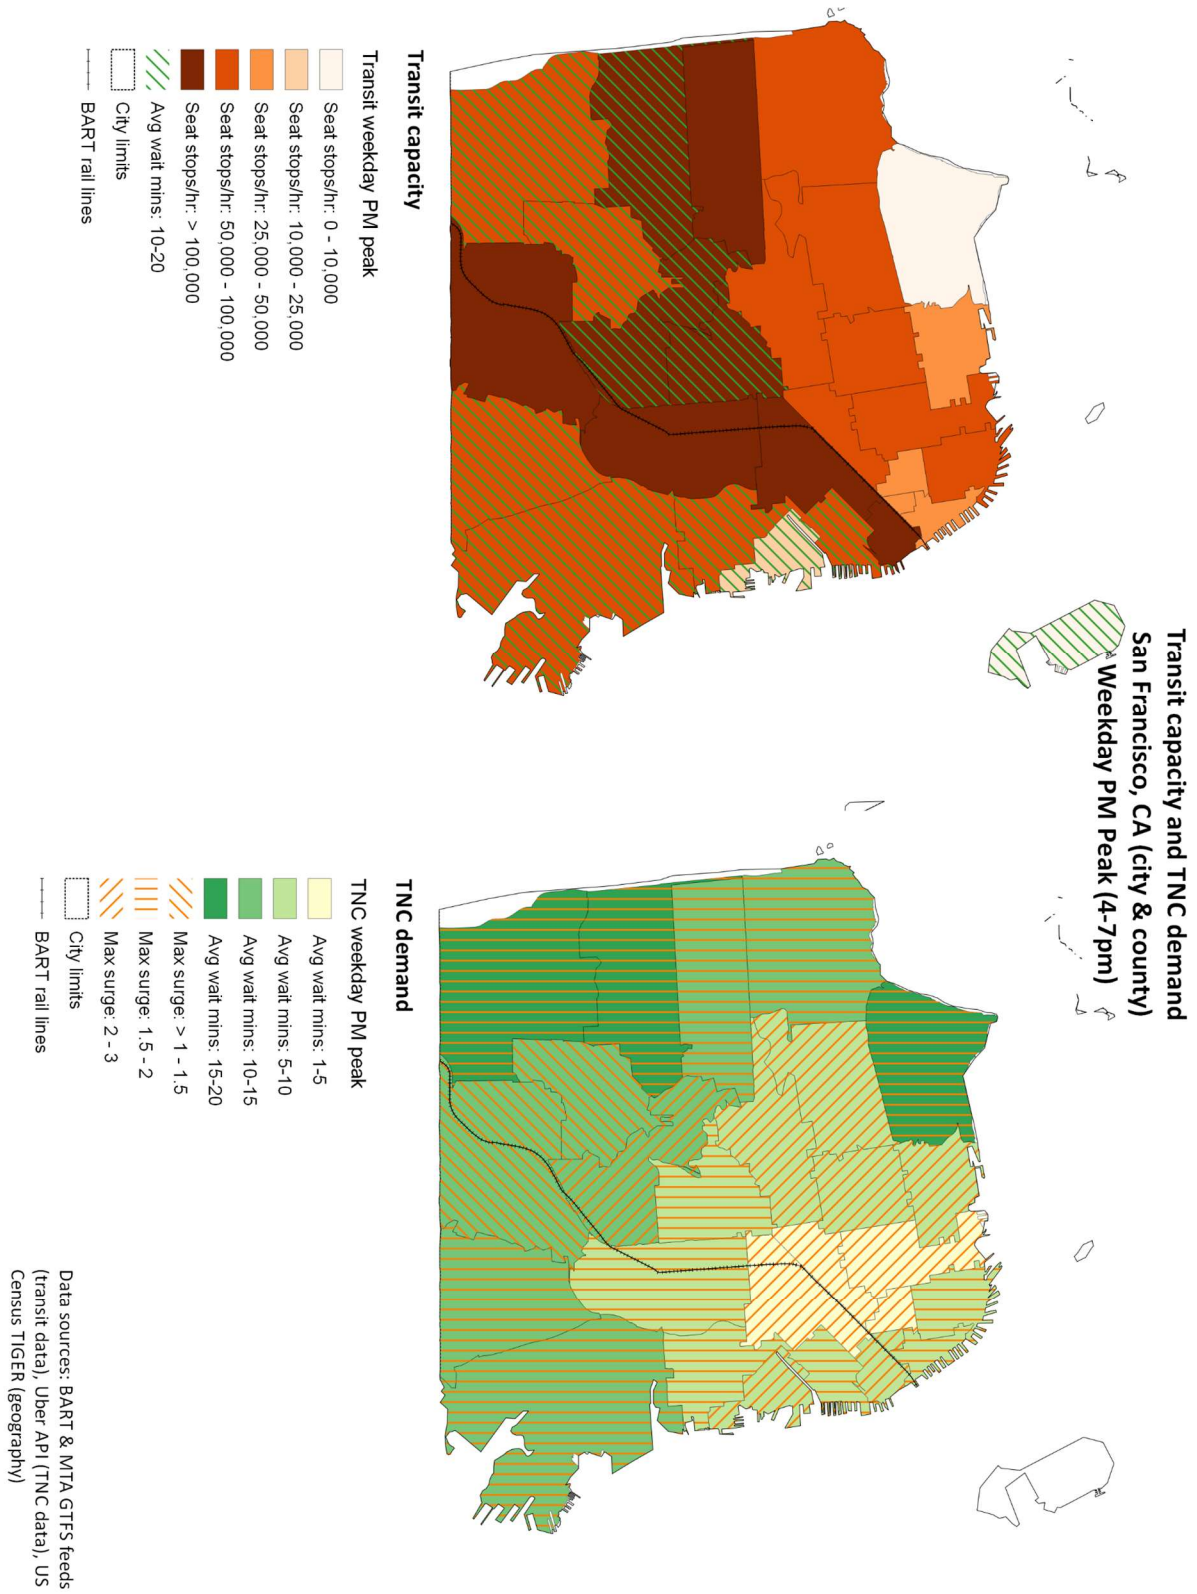 Transit capacity and TNC demand
San Francisco, CA (city & county)
Weekday PM Peak (4-7pm)
Transit capacity
Transit weekday PM peak
Seat stops/hr: 0 - 10,000
Seat stops/hr: 10,000 - 25,000
Seat stops/hr: 25,000 - 50,000
Seat stops/hr: 50,000 - 100,000
Seat stops/hr: > 100,000
Avg wait mins: 10-20
City limits
BART rail lines
TNC demand
TNC weekday PM peak
Avg wait mins: 1-5
Avg wait mins: 5-10
Avg wait mins: 10-15
Avg wait mins: 15-20
Max surge: > 1 - 1.5
Max surge: 1.5 - 2
Max surge: 2 - 3
City limits
BART rail lines
Data sources: BART & MTA GTFS feeds
(transit data), Uber API (TNC data), US
Census TIGER (geography)